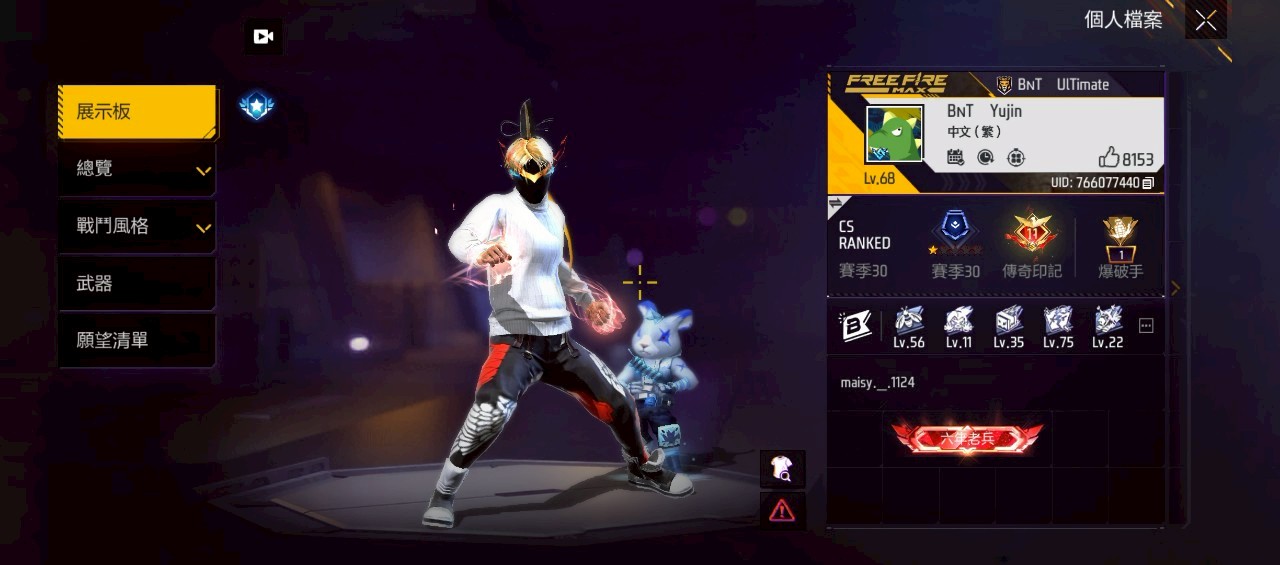 個人檔案
展示板
總覽
戰鬥風格
武器
願望清單
FREE FIRE
MAX
BNT UlTimate
BNT Yujin
中文(繁)
8153
Lv.68
UID: 766077440
CS
RANKED
賽季30
賽季30
11
傳奇印記
1
爆破手
Lv.56
Lv.11
Lv.35
Lv.75
Lv.22
maisy._.1124
六年老兵